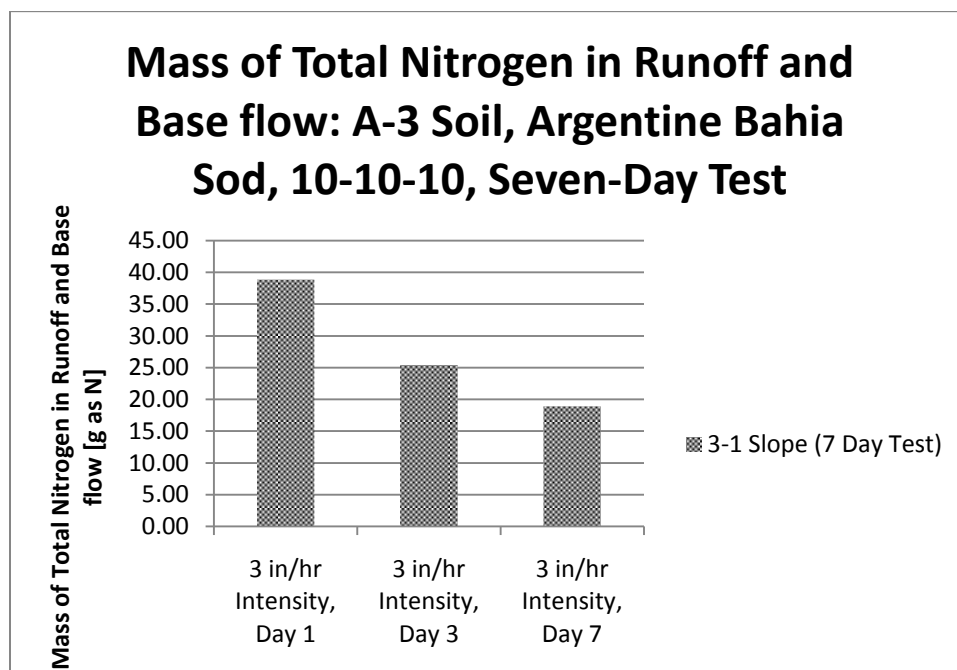 Mass of Total Nitrogen in Runoff and
Base flow: A-3 Soil, Argentine Bahia
Sod, 10-10-10, Seven-Day Test
Mass of Total Nitrogen in Runoff and Base
flow [g as N]
45.00
40.00
35.00
30.00
25.00
20.00
15.00
10.00
5.00
0.00
3 in/hr
Intensity,
Day 1
3 in/hr
Intensity,
Day 3
3 in/hr
Intensity,
Day 7
3-1 Slope (7 Day Test)